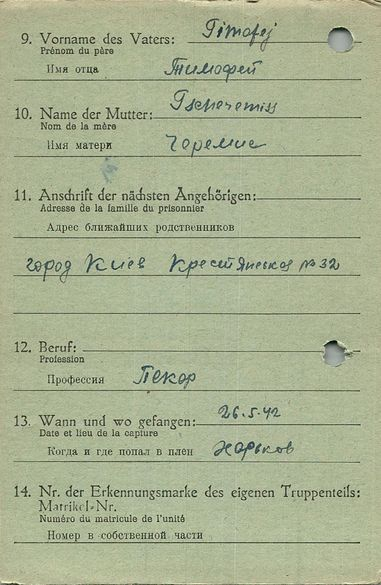 9. Vorname des Vaters: Timofej
Prénom du père
Имя отца Тимофей
10. Name der Mutter: Tscheremiss
Nom de la mère
Имя матери Черемис
11. Anschrift der nächsten Angehörigen:
Adresse de la famille du prisonnier
Адрес ближайших родственников
город Киев Крестянськая № 32
12. Beruf:
Profession
Профессия Пекар
13. Wann und wo gefangen: 26.5.42
Date et lieu de la capture
Когда и где попал в плен Харьков
14. Nr. der Erkennungsmarke des eigenen Truppenteils:
Matrikel-Nr.
Numéro du matricule de l'unité
Номер в собственной части